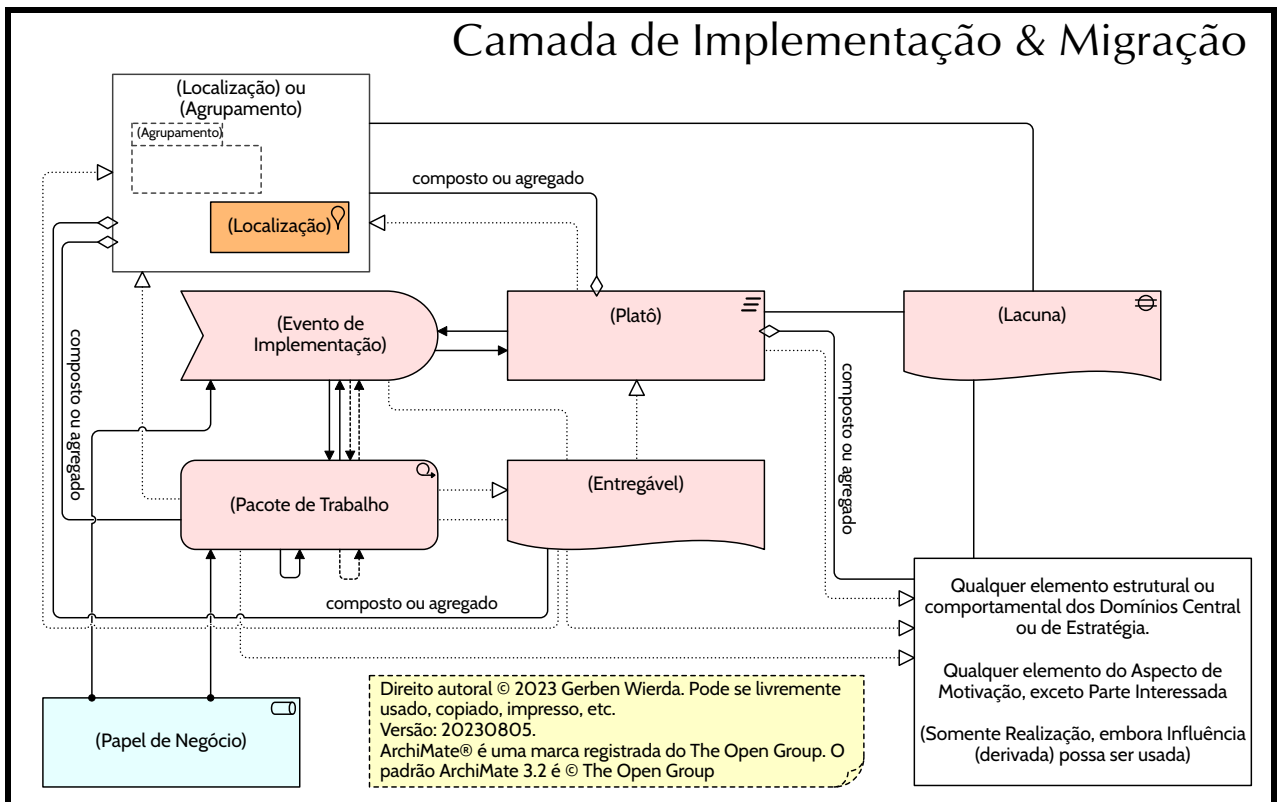 Camada de Implementação & Migração
(Localização) ou
(Agrupamento)
(Agrupamento)
(Localização)
composto ou agregado
(Evento de
Implementação)
(Platô)
(Lacuna)
composto ou agregado
composto ou agregado
(Pacote de Trabalho
(Entregável)
composto ou agregado
(Papel de Negócio)
Direito autoral © 2023 Gerben Wierda. Pode se livremente
usado, copiado, impresso, etc.
Versão: 20230805.
ArchiMate® é uma marca registrada do The Open Group. O
padrão ArchiMate 3.2 é © The Open Group
Qualquer elemento estrutural ou
comportamental dos Domínios Central
ou de Estratégia.
Qualquer elemento do Aspecto de
Motivação, exceto Parte Interessada
(Somente Realização, embora Influência
(derivada) possa ser usada)